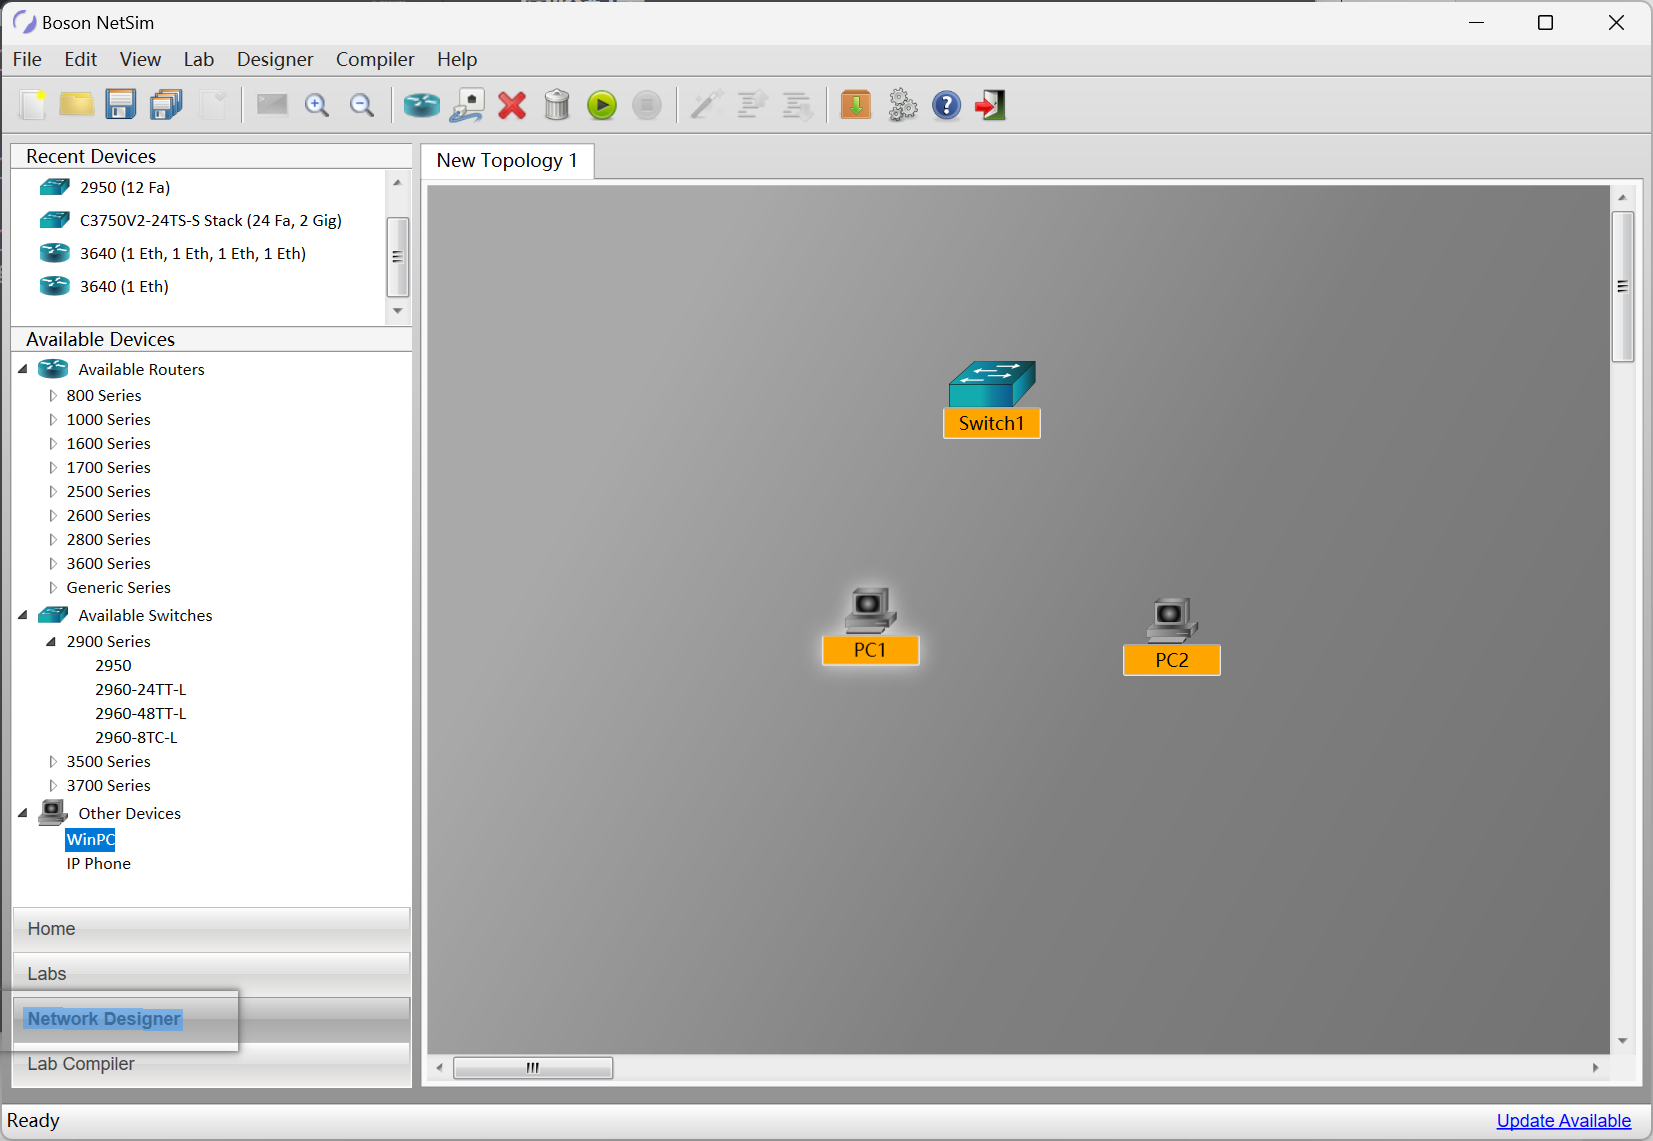 Boson NetSim
File Edit View Lab Designer Compiler Help
Recent Devices
2950 (12 Fa)
C3750V2-24TS-S Stack (24 Fa, 2 Gig)
3640 (1 Eth, 1 Eth, 1 Eth, 1 Eth)
3640 (1 Eth)
Available Devices
Available Routers
800 Series
1000 Series
1600 Series
1700 Series
2500 Series
2600 Series
2800 Series
3600 Series
Generic Series
Available Switches
2900 Series
2950
2960-24TT-L
2960-48TT-L
2960-8TC-L
3500 Series
3700 Series
Other Devices
WinPC
IP Phone
Home
Labs
Network Designer
Lab Compiler
New Topology 1
Switch1
PC1
PC2
Ready
Update Available